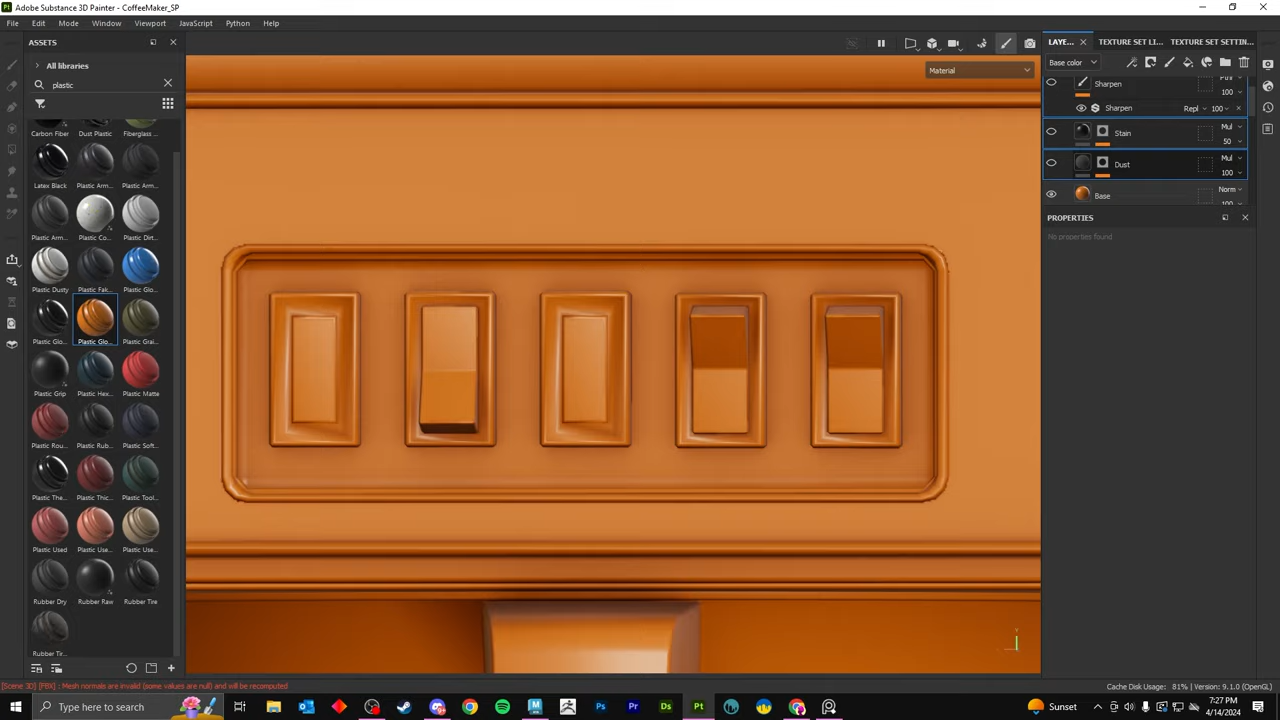 Adobe Substance 3D Painter - CoffeeMaker_SP
File Edit Mode Window Viewport JavaScript Python Help
ASSETS
All libraries
plastic
Carbon Fiber Dust Plastic Fiberglass ...
Latex Black Plastic Arm... Plastic Arm...
Plastic Arm... Plastic Co... Plastic Dirt...
Plastic Dusty Plastic Fak... Plastic Glo...
Plastic Glo... Plastic Glo... Plastic Grai...
Plastic Grip Plastic Hex... Plastic Matte
Plastic Rou... Plastic Rub... Plastic Soft...
Plastic The... Plastic Thic... Plastic Tool...
Plastic Used Plastic Use... Plastic Use...
Rubber Dry Rubber Raw Rubber Tire
Rubber Tir...
Material
Y
LAYE... TEXTURE SET LI... TEXTURE SET SETTIN...
Base color
Sharpen
100
Sharpen Repl 100
Stain Mul
50
Dust Mul
100
Base Norm
100
PROPERTIES
No properties found
[Scene 3D] [FBX] : Mesh normals are invalid (some values are null) and will be recomputed
Cache Disk Usage: 81% | Version: 9.1.0 (OpenGL)
Type here to search
Sunset
7:27 PM
4/14/2024